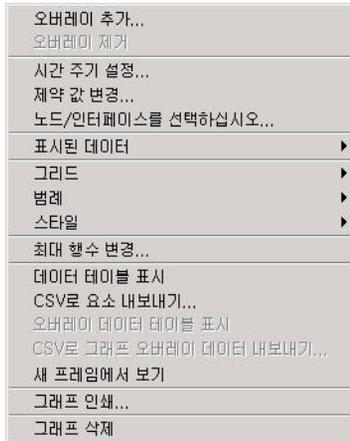 오버레이 추가...
오버레이 제거
시간 주기 설정...
제약 값 변경...
노드/인터페이스를 선택하십시오...
표시된 데이터
그리드
범례
스타일
최대 행수 변경...
데이터 테이블 표시
CSV로 요소 내보내기...
오버레이 데이터 테이블 표시
CSV로 그래프 오버레이 데이터 내보내기...
새 프레임에서 보기
그래프 인쇄...
그래프 삭제